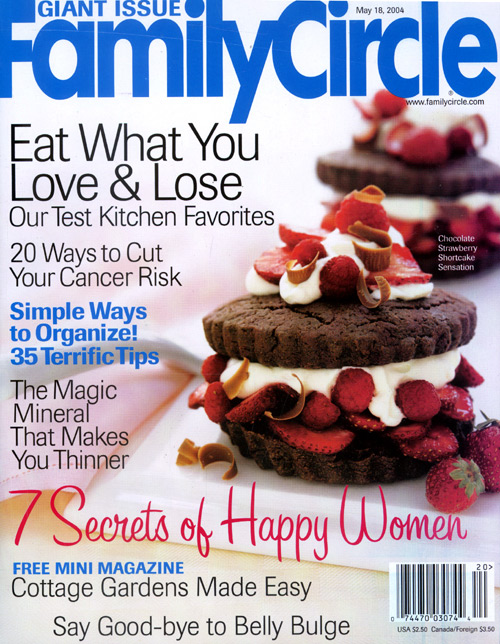 GIANT ISSUE
May 18, 2004
FamilyCircle®
www.familycircle.com
Eat What You
Love & Lose
Our Test Kitchen Favorites
20 Ways to Cut
Your Cancer Risk
Chocolate
Strawberry
Shortcake
Sensation
Simple Ways
to Organize!
35 Terrific Tips
The Magic
Mineral
That Makes
You Thinner
7 Secrets of Happy Women
FREE MINI MAGAZINE
Cottage Gardens Made Easy
Say Good-bye to Belly Bulge
20>
0 74470 03074 4
USA $2.50 Canada/Foreign $3.50